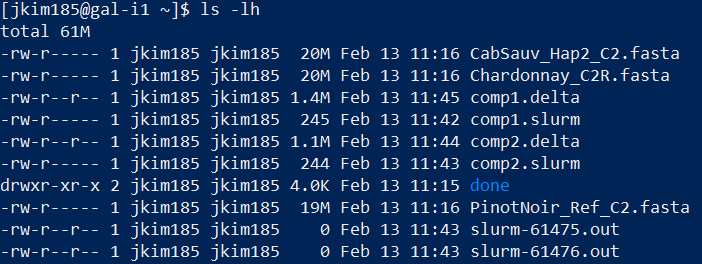 [jkim185@gal-i1 ~]$ ls -lh
total 61M
-rw-r----- 1 jkim185 jkim185  20M Feb 13 11:16 CabSauv_Hap2_C2.fasta
-rw-r----- 1 jkim185 jkim185  20M Feb 13 11:16 Chardonnay_C2R.fasta
-rw-r--r-- 1 jkim185 jkim185 1.4M Feb 13 11:45 comp1.delta
-rw-r----- 1 jkim185 jkim185  245 Feb 13 11:42 comp1.slurm
-rw-r--r-- 1 jkim185 jkim185 1.1M Feb 13 11:44 comp2.delta
-rw-r----- 1 jkim185 jkim185  244 Feb 13 11:43 comp2.slurm
drwxr-xr-x 2 jkim185 jkim185 4.0K Feb 13 11:15 done
-rw-r----- 1 jkim185 jkim185  19M Feb 13 11:16 PinotNoir_Ref_C2.fasta
-rw-r--r-- 1 jkim185 jkim185    0 Feb 13 11:43 slurm-61475.out
-rw-r--r-- 1 jkim185 jkim185    0 Feb 13 11:43 slurm-61476.out